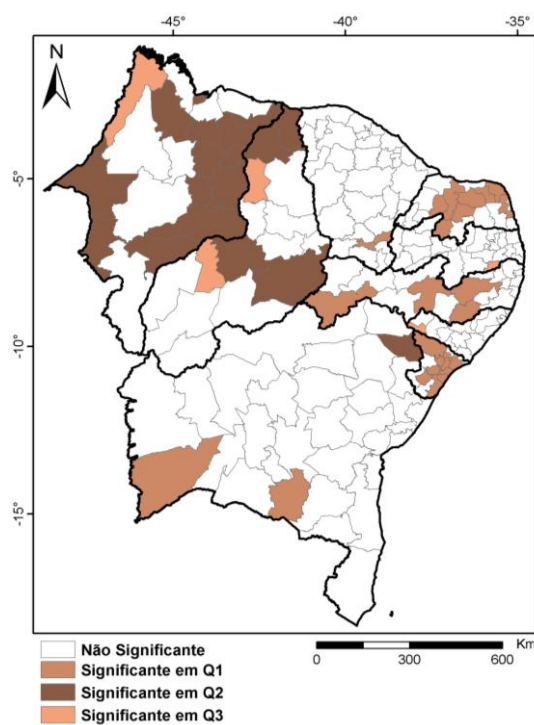 -45° -40° -35°
N
-5°
-10°
-15°
Km
0 150 300 600
Não Significante
Significante em Q1
Significante em Q2
Significante em Q3